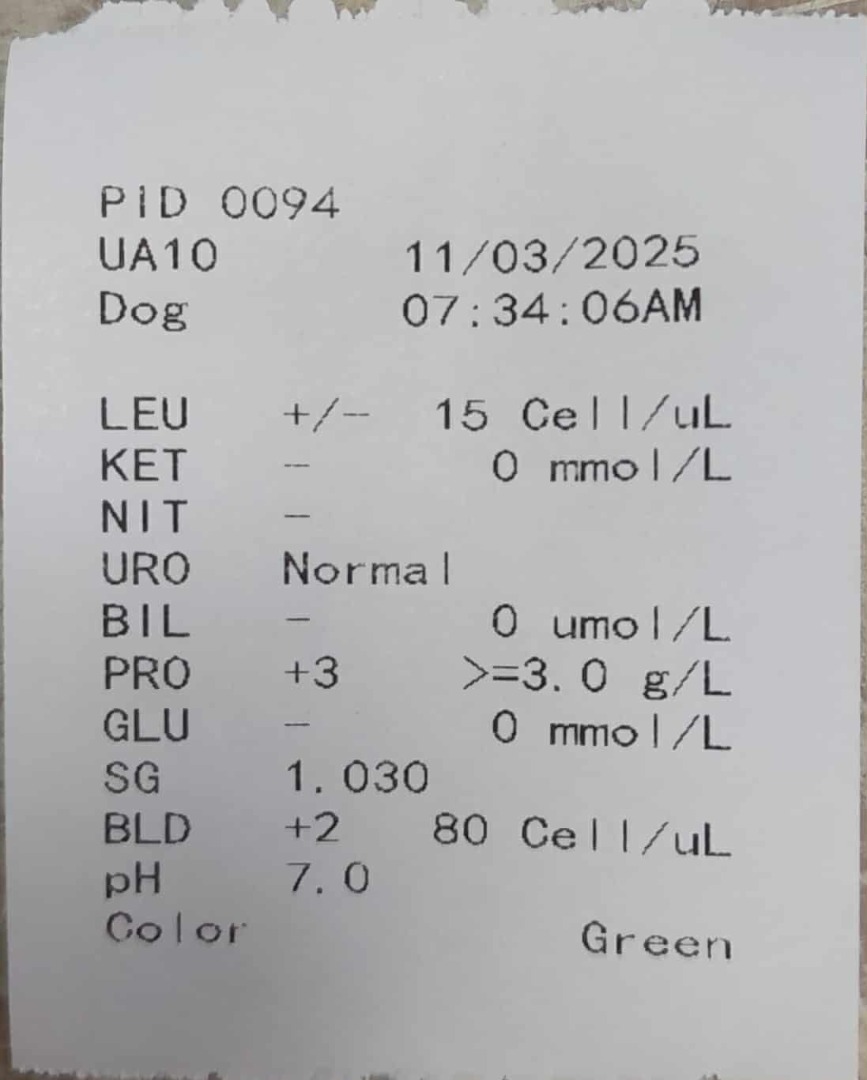 PID 0094
UA10 11/03/2025
Dog 07:34:06AM
LEU +/- 15 Cell/uL
KET - 0 mmol/L
NIT -
URO Normal
BIL - 0 umol/L
PRO +3 >=3.0 g/L
GLU - 0 mmol/L
SG 1.030
BLD +2 80 Cell/uL
pH 7.0
Color Green